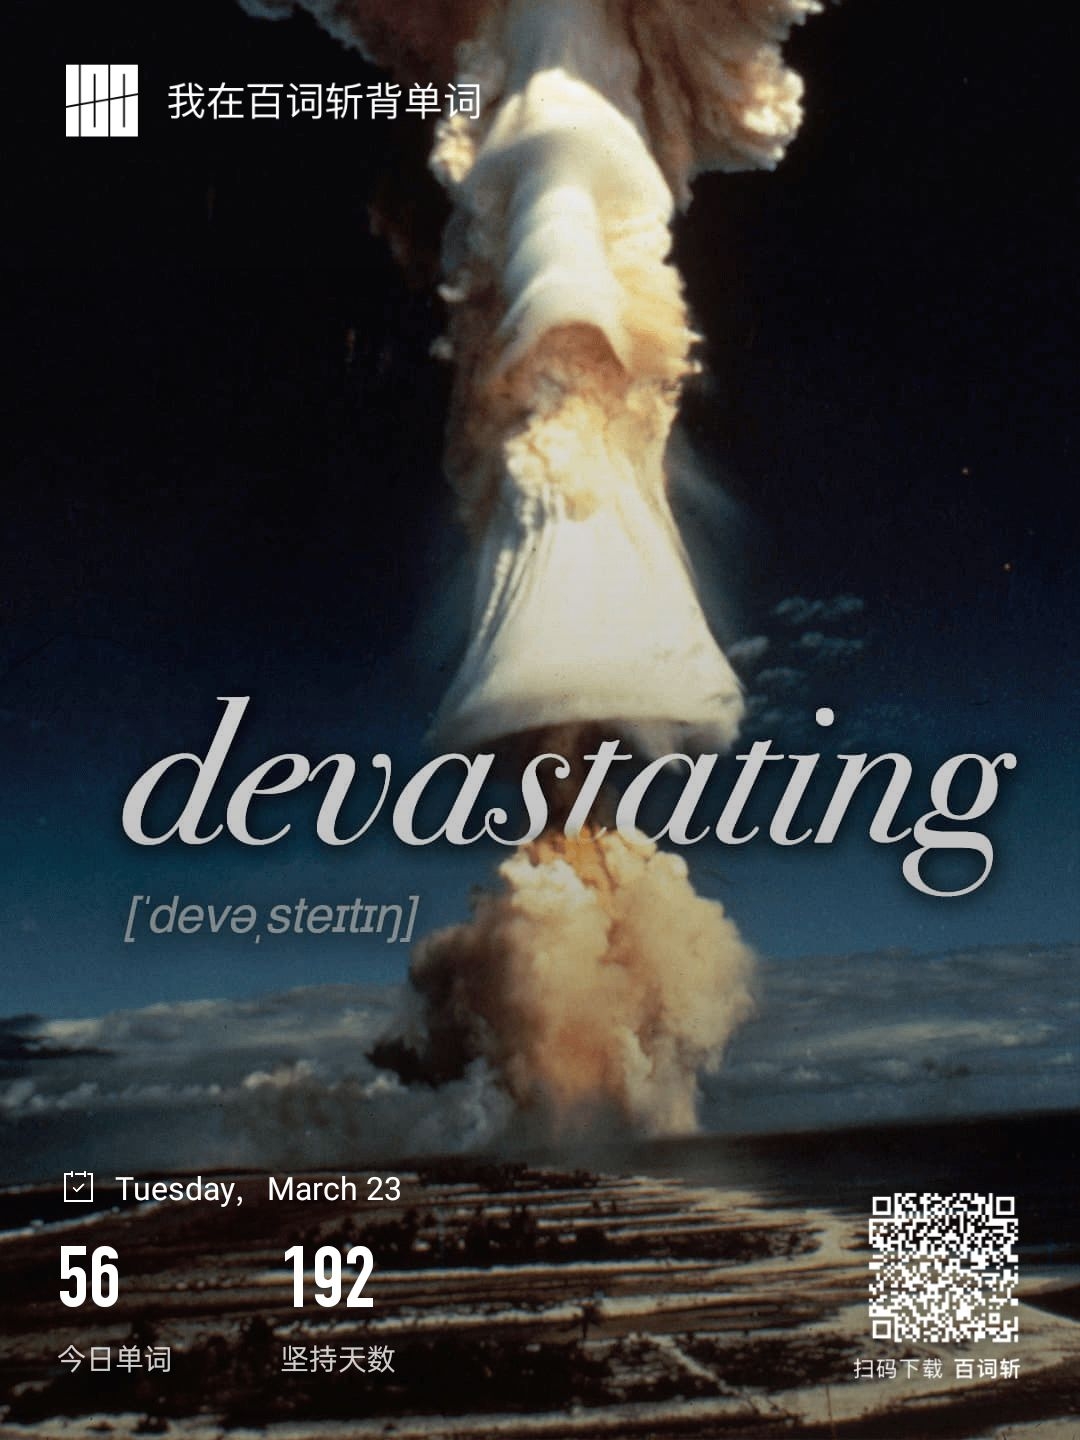 100 我在百词斩背单词
devastating
[ˈdevəˌsteɪtɪŋ]
Tuesday， March 23
56 192
今日单词 坚持天数
扫码下载 百词斩